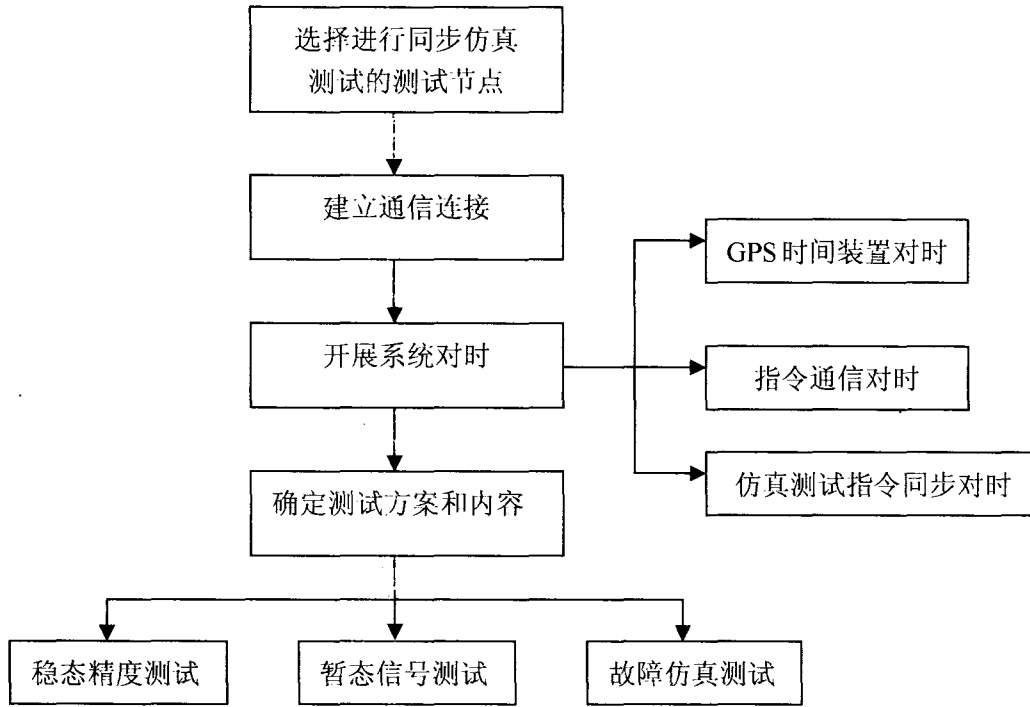 选择进行同步仿真
测试的测试节点
建立通信连接
GPS时间装置对时
开展系统对时
指令通信对时
仿真测试指令同步对时
确定测试方案和内容
稳态精度测试
暂态信号测试
故障仿真测试